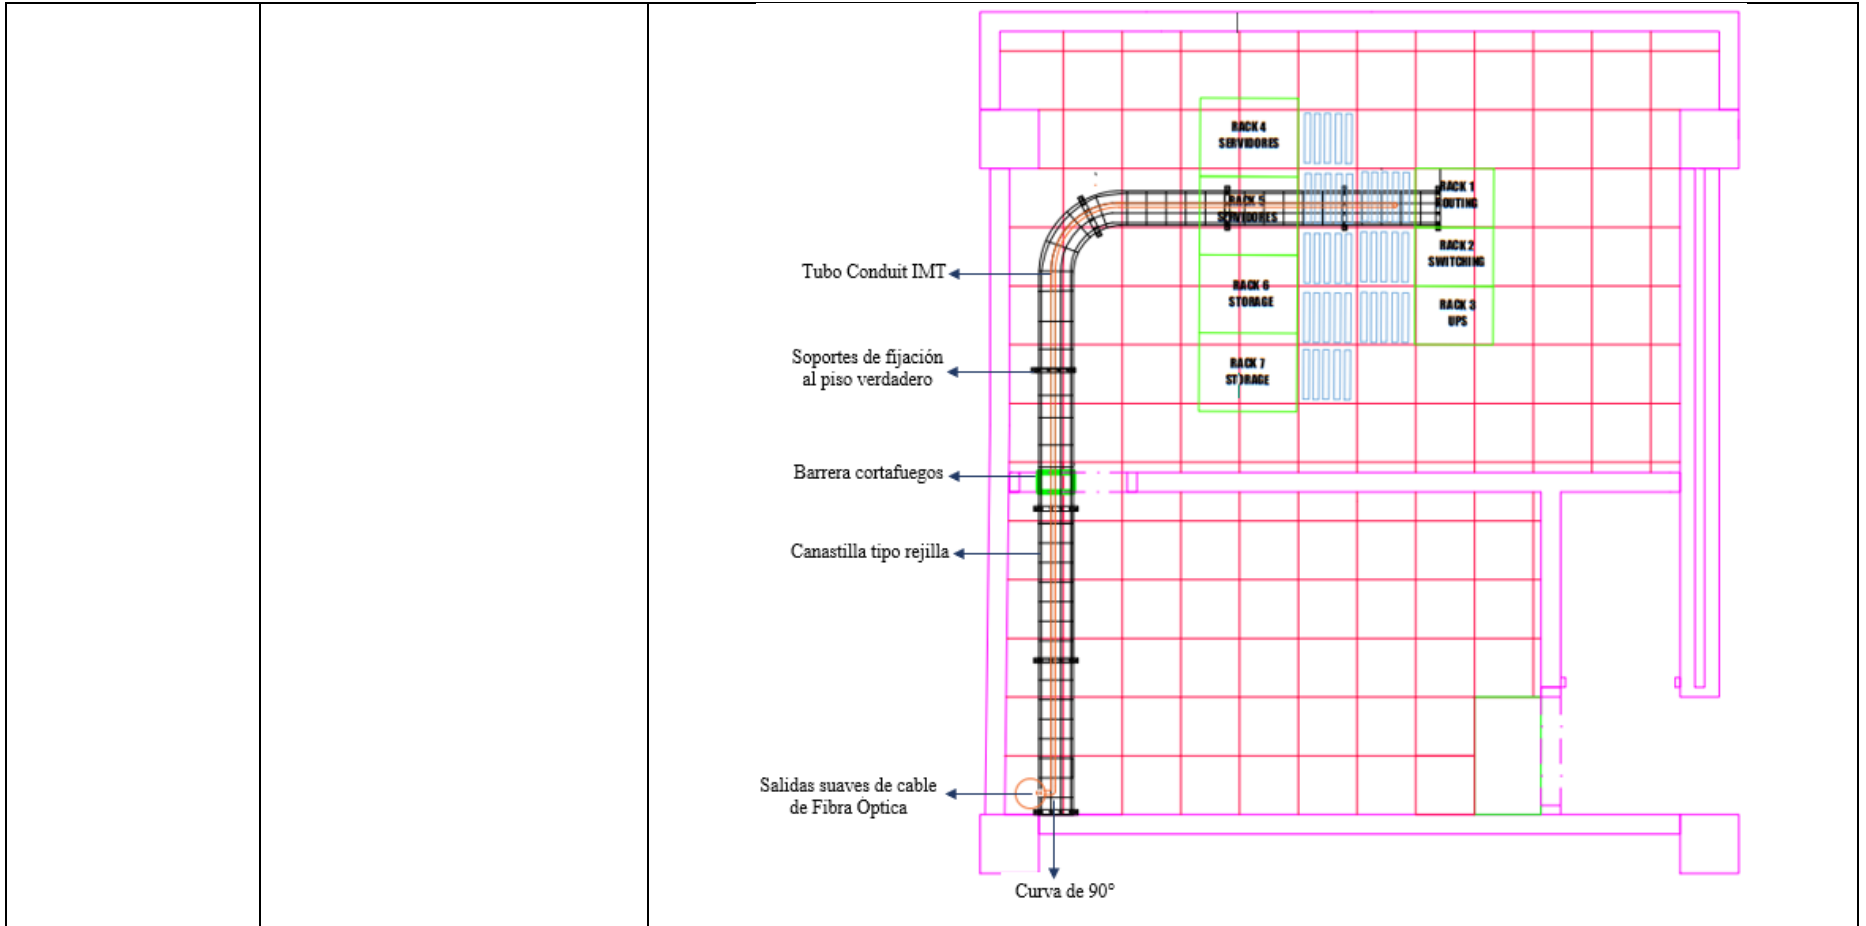 RACK 4
SERVIDORES
RACK 5
SERVIDORES
RACK 1
ROUTING
RACK 2
SWITCHING
RACK 6
STORAGE
RACK 3
UPS
RACK 7
STORAGE
Tubo Conduit IMT
Soportes de fijación
al piso verdadero
Barrera cortafuegos
Canastilla tipo rejilla
Salidas suaves de cable
de Fibra Óptica
Curva de 90°